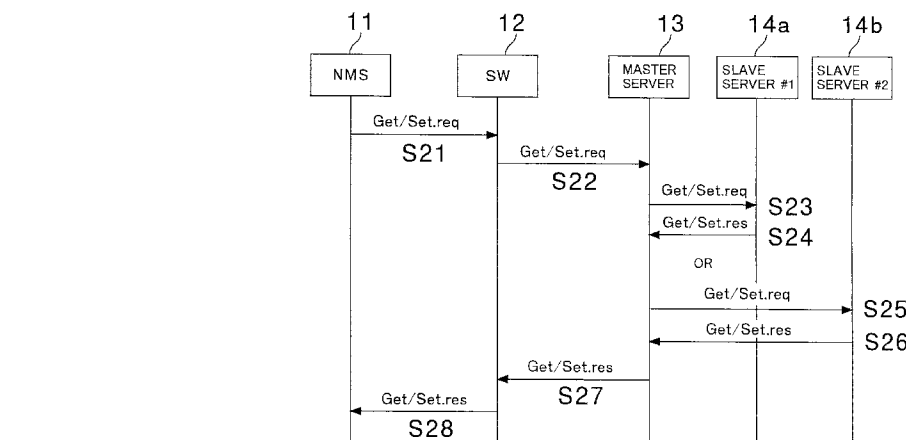 11
12
13
14a
14b
NMS
SW
MASTER
SERVER
SLAVE
SERVER #1
SLAVE
SERVER #2
Get/Set.req
S21
Get/Set.req
S22
Get/Set.req
S23
Get/Set.res
S24
OR
Get/Set.req
S25
Get/Set.res
S26
Get/Set.res
S27
Get/Set.res
S28